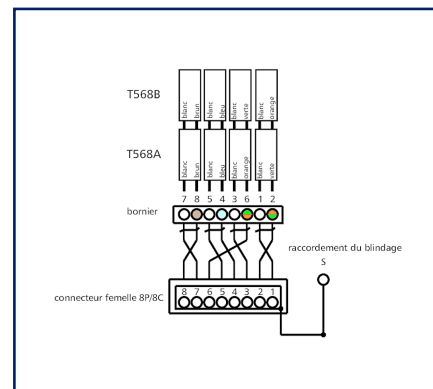 T568B
blanc brun blanc bleu blanc verte blanc orange
T568A
blanc brun blanc bleu blanc orange blanc verte
7 8 5 4 3 6 1 2
bornier
raccordement du blindage
S
connecteur femelle 8P/8C
8 7 6 5 4 3 2 1